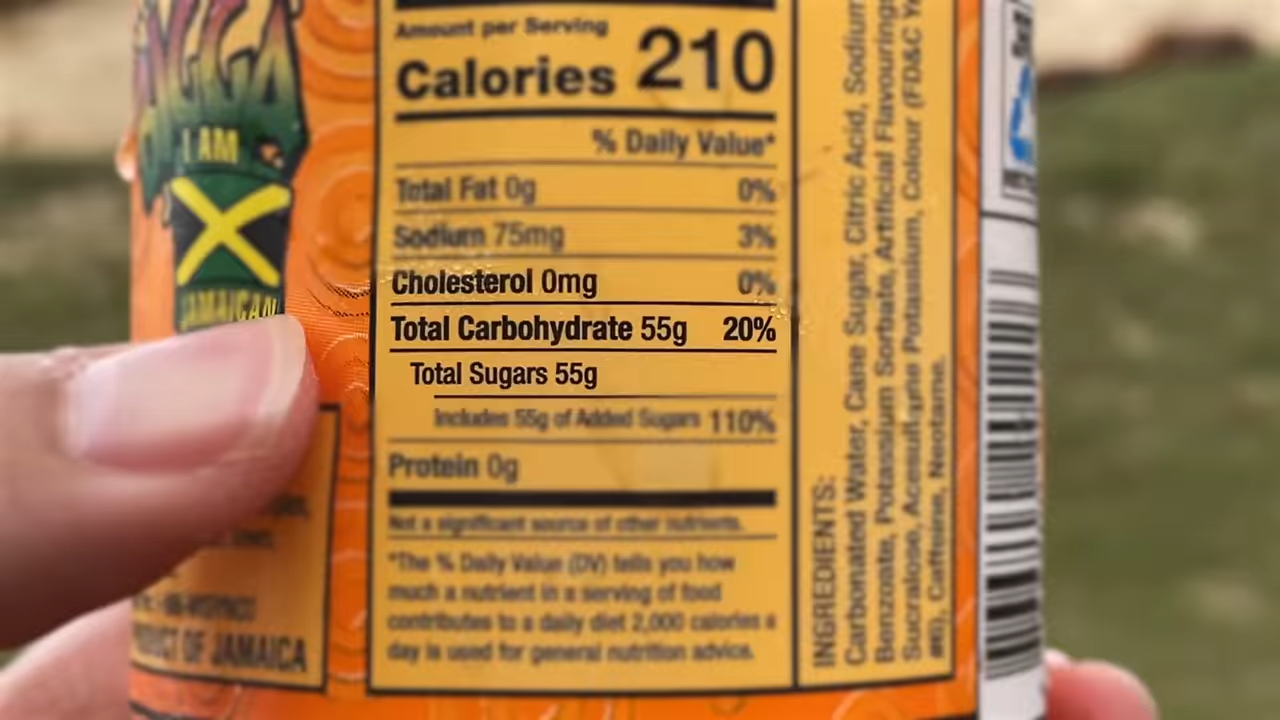 I AM
JAMAICAN
PRODUCT OF JAMAICA
Amount per Serving
Calories 210
% Daily Value*
Total Fat 0g 0%
Sodium 75mg 3%
Cholesterol 0mg 0%
Total Carbohydrate 55g 20%
Total Sugars 55g
Includes 55g of Added Sugars 110%
Protein 0g
Not a significant source of other nutrients.
*The % Daily Value (DV) tells you how
much a nutrient in a serving of food
contributes to a daily diet 2,000 calories a
day is used for general nutrition advice.
INGREDIENTS:
Carbonated Water, Cane Sugar, Citric Acid, Sodium
Benzoate, Potassium Sorbate, Artificial Flavourings
Sucralose, Acesulfame Potassium, Colour (FD&C Ye
#6), Caffeine, Neotame.